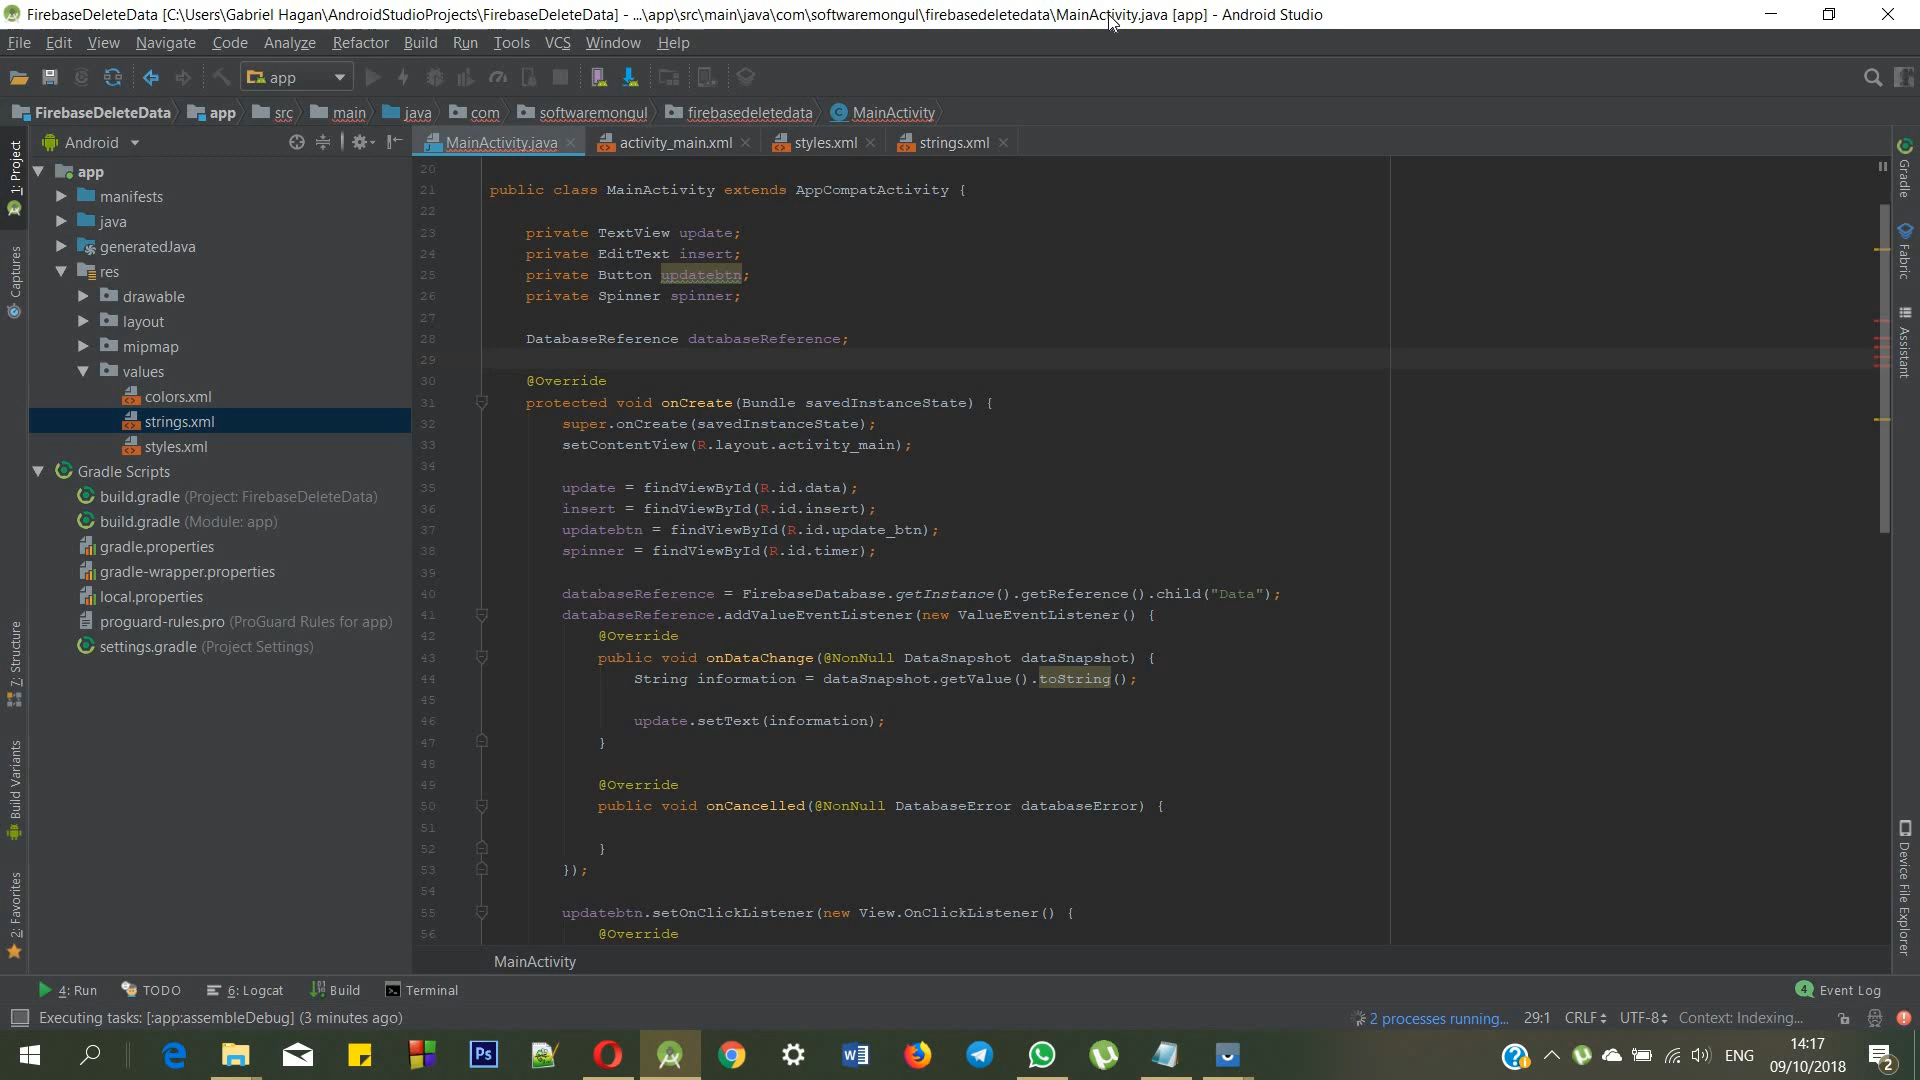 FirebaseDeleteData [C:\Users\Gabriel Hagan\AndroidStudioProjects\FirebaseDeleteData] - ...\app\src\main\java\com\softwaremongul\firebasedeletedata\MainActivity.java [app] - Android Studio
File Edit View Navigate Code Analyze Refactor Build Run Tools VCS Window Help
app
FirebaseDeleteData app src main java com softwaremongul firebasedeletedata MainActivity
Android
MainActivity.java activity_main.xml styles.xml strings.xml
1: Project
Captures
7: Structure
Build Variants
2: Favorites
app
manifests
java
generatedJava
res
drawable
layout
mipmap
values
colors.xml
strings.xml
styles.xml
Gradle Scripts
build.gradle (Project: FirebaseDeleteData)
build.gradle (Module: app)
gradle.properties
gradle-wrapper.properties
local.properties
proguard-rules.pro (ProGuard Rules for app)
settings.gradle (Project Settings)
20
21 public class MainActivity extends AppCompatActivity {
22
23 private TextView update;
24 private EditText insert;
25 private Button updatebtn;
26 private Spinner spinner;
27
28 DatabaseReference databaseReference;
29
30 @Override
31 protected void onCreate(Bundle savedInstanceState) {
32 super.onCreate(savedInstanceState);
33 setContentView(R.layout.activity_main);
34
35 update = findViewById(R.id.data);
36 insert = findViewById(R.id.insert);
37 updatebtn = findViewById(R.id.update_btn);
38 spinner = findViewById(R.id.timer);
39
40 databaseReference = FirebaseDatabase.getInstance().getReference().child("Data");
41 databaseReference.addValueEventListener(new ValueEventListener() {
42 @Override
43 public void onDataChange(@NonNull DataSnapshot dataSnapshot) {
44 String information = dataSnapshot.getValue().toString();
45
46 update.setText(information);
47 }
48
49 @Override
50 public void onCancelled(@NonNull DatabaseError databaseError) {
51
52 }
53 });
54
55 updatebtn.setOnClickListener(new View.OnClickListener() {
56 @Override
MainActivity
Gradle
Fabric
Assistant
Device File Explorer
4: Run TODO 6: Logcat Build Terminal 4 Event Log
Executing tasks: [:app:assembleDebug] (3 minutes ago) 2 processes running... 29:1 CRLF UTF-8 Context: Indexing...
Ps ENG 14:17
09/10/2018 2